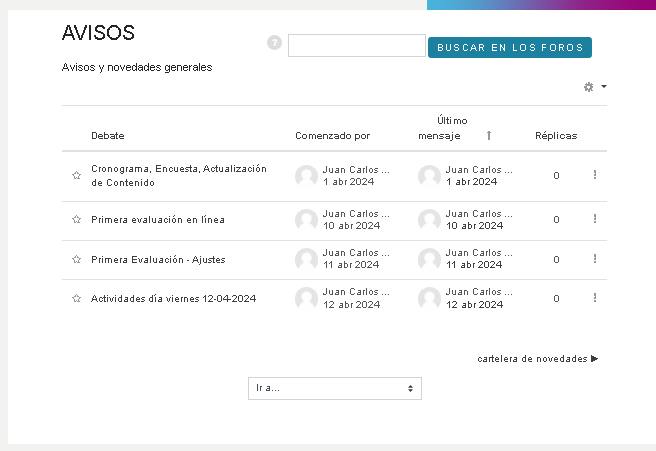 AVISOS
?
BUSCAR EN LOS FOROS
Avisos y novedades generales
Debate
Comenzado por
Último
mensaje
Réplicas
Cronograma, Encuesta, Actualización
de Contenido
Juan Carlos ...
1 abr 2024
Juan Carlos ...
1 abr 2024
0
Primera evaluación en línea
Juan Carlos ...
10 abr 2024
Juan Carlos ...
10 abr 2024
0
Primera Evaluación - Ajustes
Juan Carlos ...
11 abr 2024
Juan Carlos ...
11 abr 2024
0
Actividades día viernes 12-04-2024
Juan Carlos ...
12 abr 2024
Juan Carlos ...
12 abr 2024
0
cartelera de novedades ▶
Ir a...